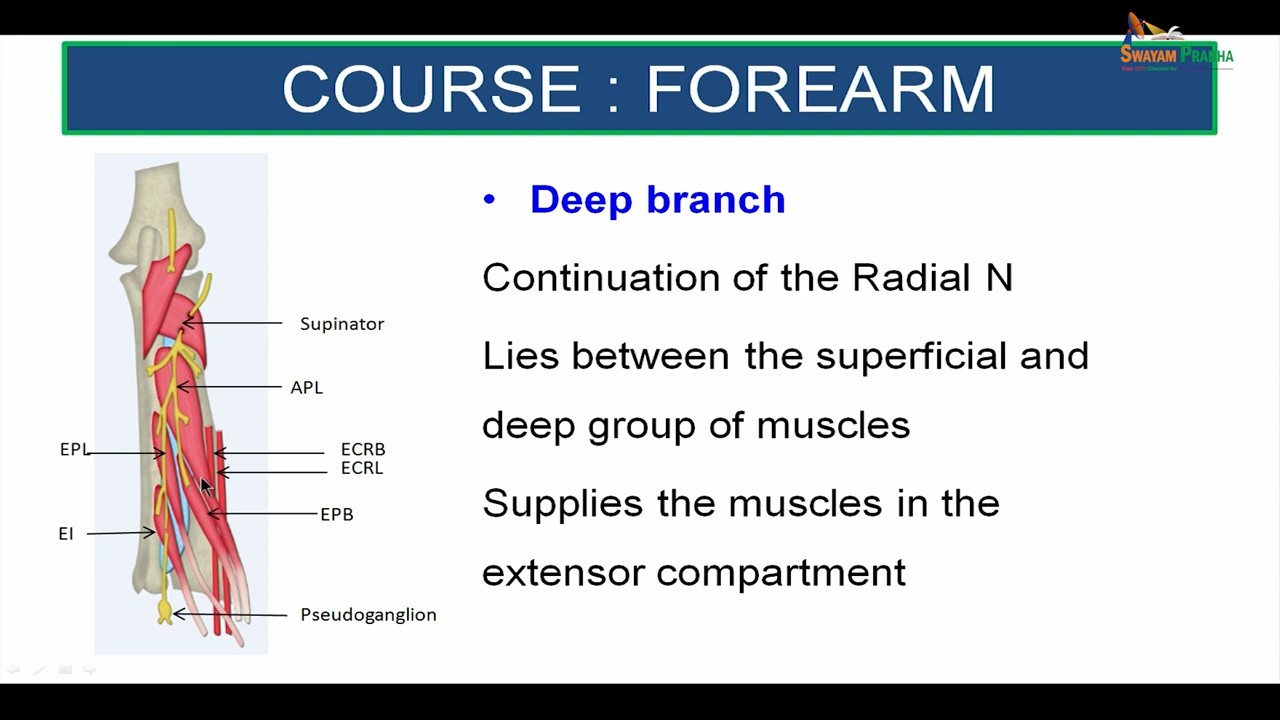 SWAYAM PRABHA
COURSE : FOREARM
• Deep branch
Continuation of the Radial N
Lies between the superficial and
deep group of muscles
Supplies the muscles in the
extensor compartment
Supinator
APL
EPL
ECRB
ECRL
EPB
EI
Pseudoganglion